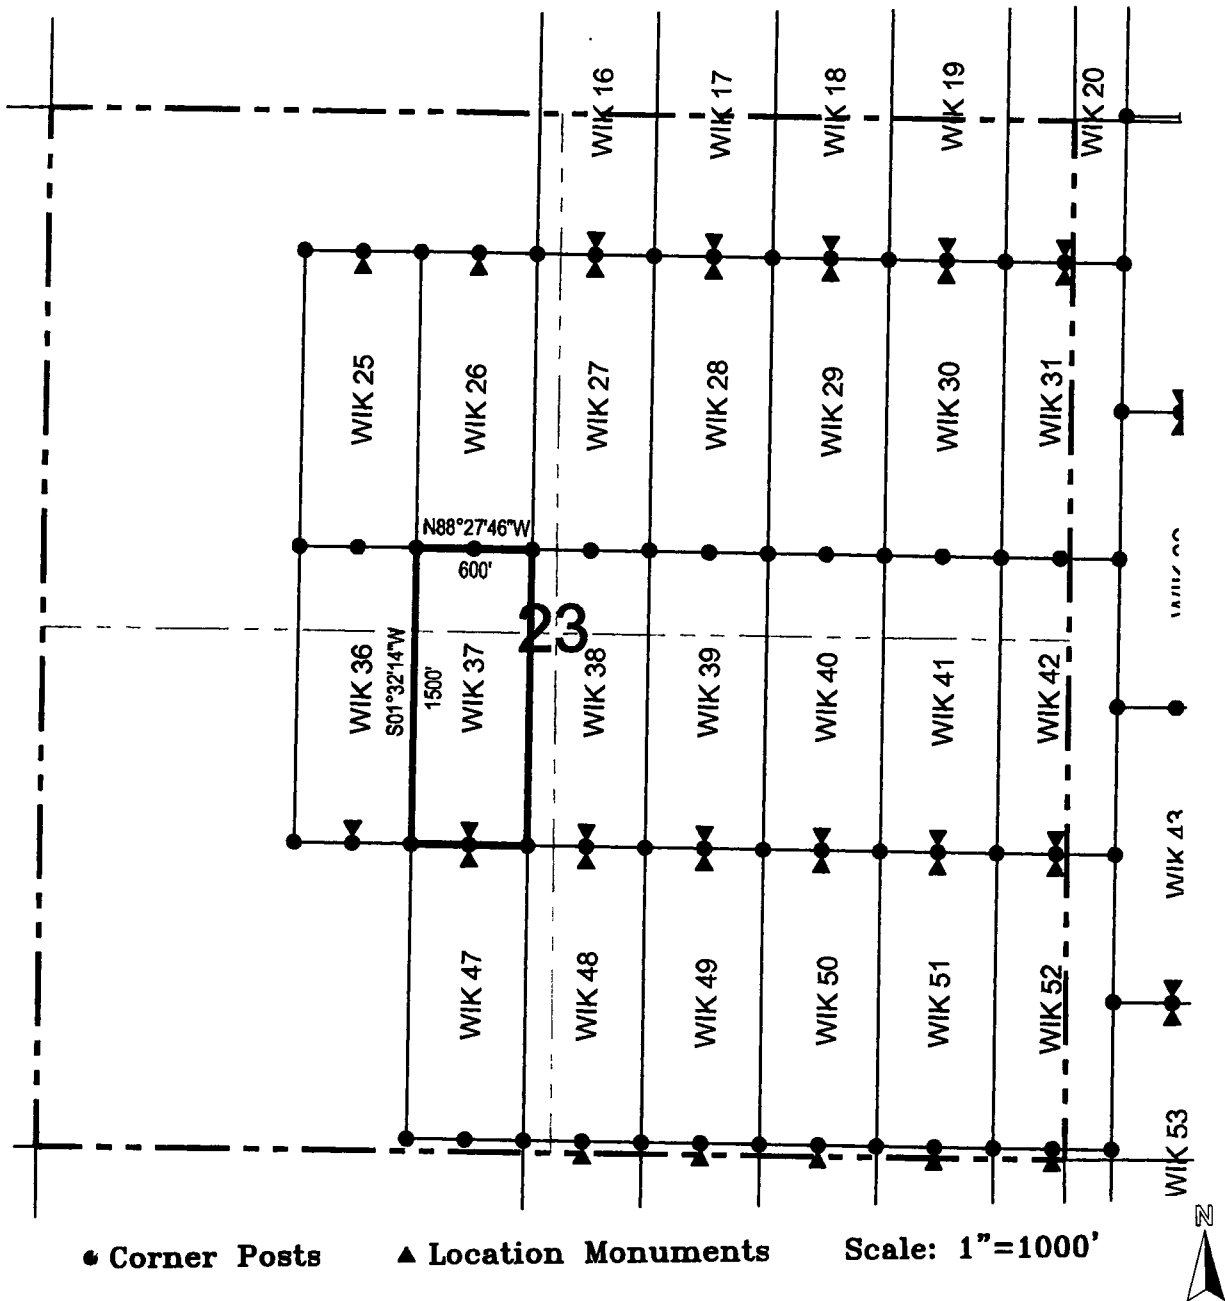 WIK 16
WIK 17
WIK 18
WIK 19
WIK 20
WIK 25
WIK 26
WIK 27
WIK 28
WIK 29
WIK 30
WIK 31
N88°27'46"W
600'
23
WIK 36
S01°32'14"W
1500'
WIK 37
WIK 38
WIK 39
WIK 40
WIK 41
WIK 42
WIK 43
WIK 47
WIK 48
WIK 49
WIK 50
WIK 51
WIK 52
WIK 53
N
Corner Posts
Location Monuments
Scale: 1"=1000'